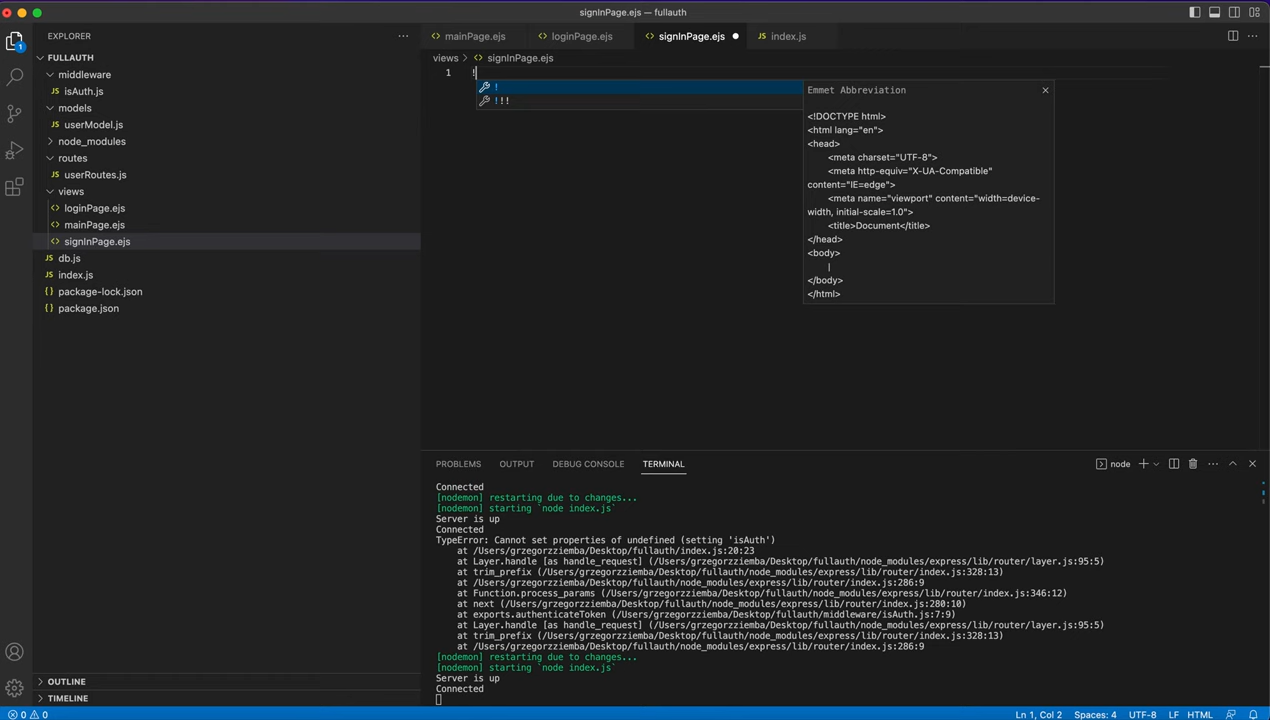 signInPage.ejs — fullauth
EXPLORER
FULLAUTH
middleware
JS isAuth.js
models
JS userModel.js
node_modules
routes
JS userRoutes.js
views
loginPage.ejs
mainPage.ejs
signInPage.ejs
db.js
index.js
package-lock.json
package.json
OUTLINE
TIMELINE
1
mainPage.ejs
loginPage.ejs
signInPage.ejs
JS index.js
views > signInPage.ejs
1 !
!
!!!
Emmet Abbreviation
<!DOCTYPE html>
<html lang="en">
<head>
<meta charset="UTF-8">
<meta http-equiv="X-UA-Compatible"
content="IE=edge">
<meta name="viewport" content="width=device-
width, initial-scale=1.0">
<title>Document</title>
</head>
<body>
|
</body>
</html>
PROBLEMS OUTPUT DEBUG CONSOLE TERMINAL
node
Connected
[nodemon] restarting due to changes...
[nodemon] starting `node index.js`
Server is up
Connected
TypeError: Cannot set properties of undefined (setting 'isAuth')
at /Users/grzegorzziemba/Desktop/fullauth/index.js:20:23
at Layer.handle [as handle_request] (/Users/grzegorzziemba/Desktop/fullauth/node_modules/express/lib/router/layer.js:95:5)
at trim_prefix (/Users/grzegorzziemba/Desktop/fullauth/node_modules/express/lib/router/index.js:328:13)
at /Users/grzegorzziemba/Desktop/fullauth/node_modules/express/lib/router/index.js:286:9
at Function.process_params (/Users/grzegorzziemba/Desktop/fullauth/node_modules/express/lib/router/index.js:346:12)
at next (/Users/grzegorzziemba/Desktop/fullauth/node_modules/express/lib/router/index.js:280:10)
at exports.authenticateToken (/Users/grzegorzziemba/Desktop/fullauth/middleware/isAuth.js:7:9)
at Layer.handle [as handle_request] (/Users/grzegorzziemba/Desktop/fullauth/node_modules/express/lib/router/layer.js:95:5)
at trim_prefix (/Users/grzegorzziemba/Desktop/fullauth/node_modules/express/lib/router/index.js:328:13)
at /Users/grzegorzziemba/Desktop/fullauth/node_modules/express/lib/router/index.js:286:9
[nodemon] restarting due to changes...
[nodemon] starting `node index.js`
Server is up
Connected
0 0
Ln 1, Col 2 Spaces: 4 UTF-8 LF HTML